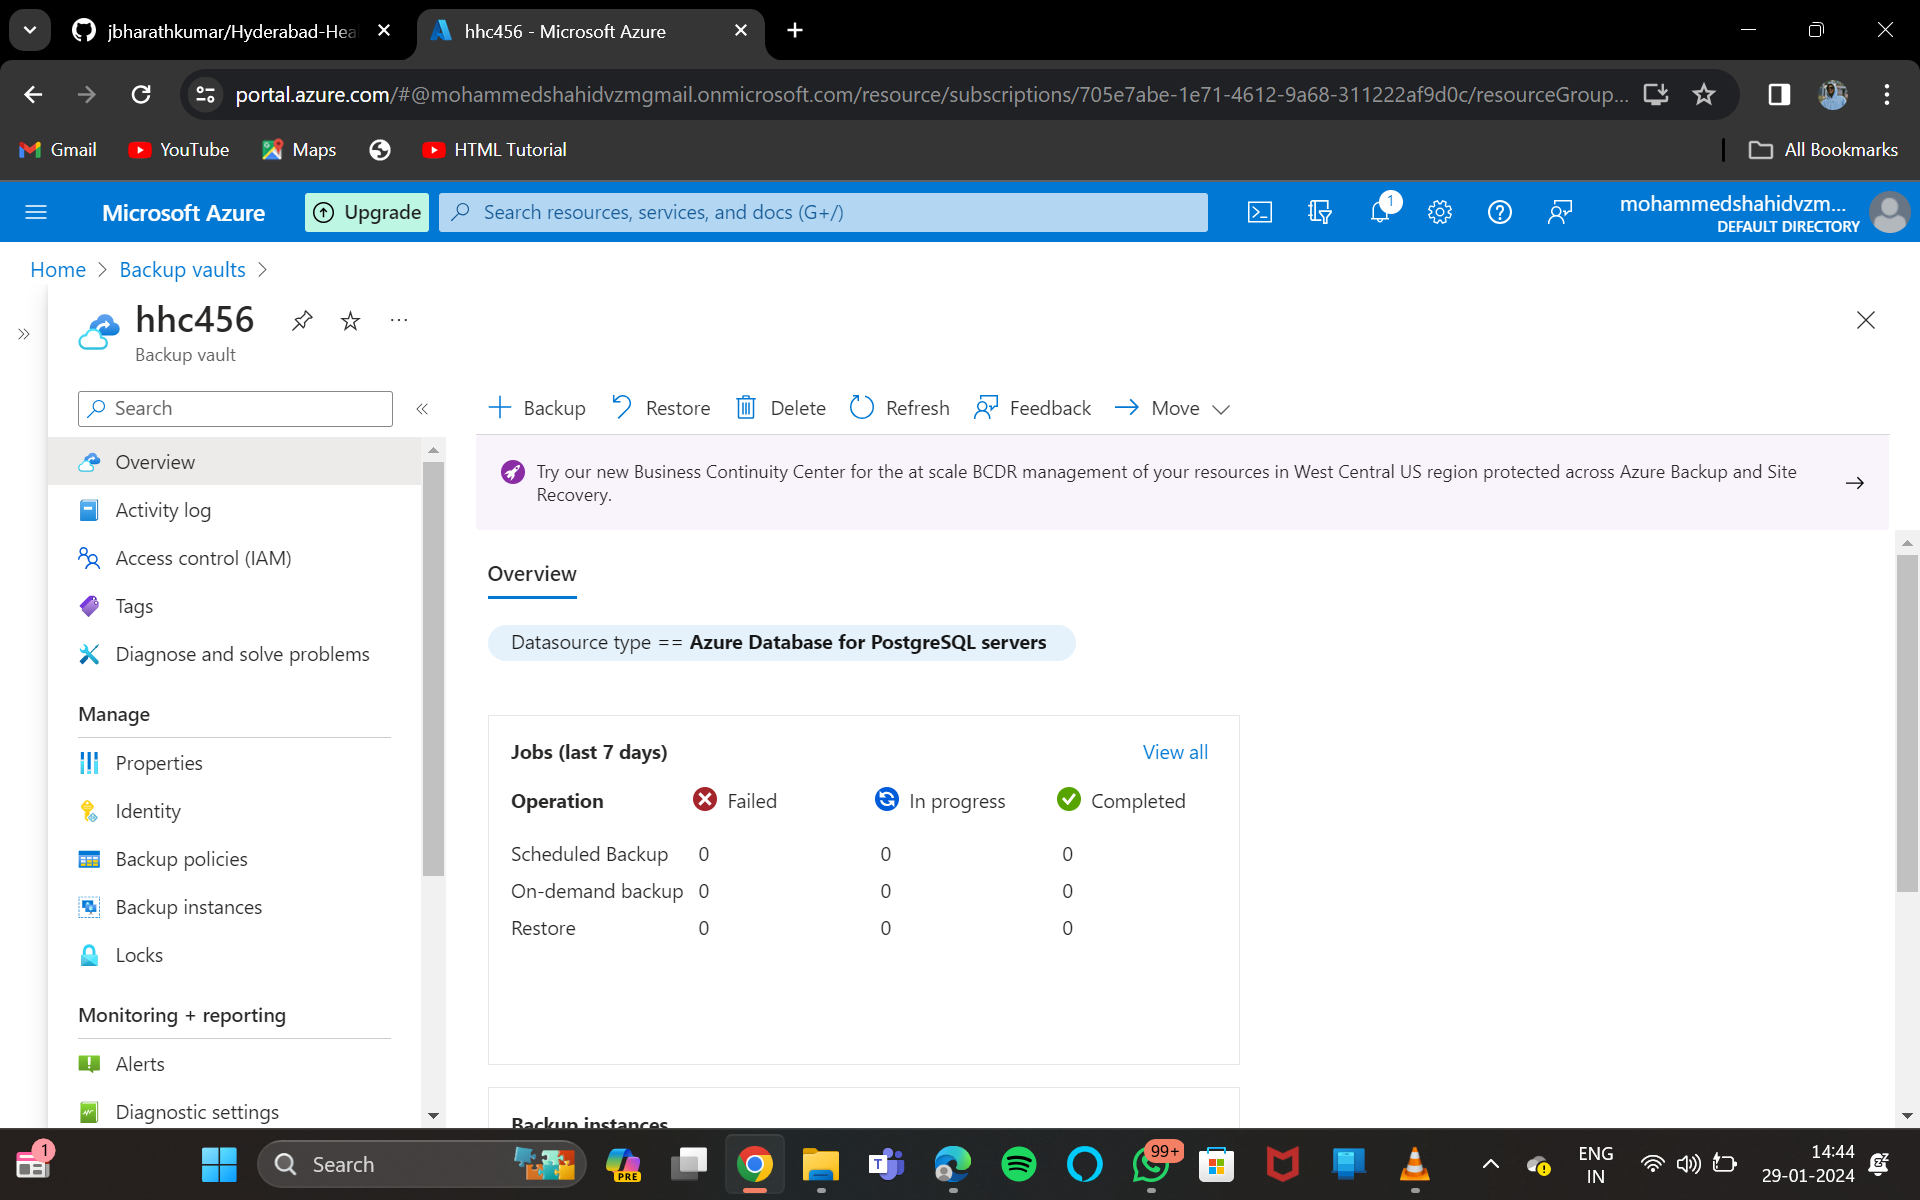 jbharathkumar/Hyderabad-Hea
hhc456 - Microsoft Azure
portal.azure.com/#@mohammedshahidvzmgmail.onmicrosoft.com/resource/subscriptions/705e7abe-1e71-4612-9a68-311222af9d0c/resourceGroup...
Gmail
YouTube
Maps
HTML Tutorial
All Bookmarks
Microsoft Azure
Upgrade
Search resources, services, and docs (G+/)
1
mohammedshahidvzm...
DEFAULT DIRECTORY
Home
Backup vaults
hhc456
...
Backup vault
Search
Backup
Restore
Delete
Refresh
Feedback
Move
Overview
Activity log
Access control (IAM)
Tags
Diagnose and solve problems
Manage
Properties
Identity
Backup policies
Backup instances
Locks
Monitoring + reporting
Alerts
Diagnostic settings
Try our new Business Continuity Center for the at scale BCDR management of your resources in West Central US region protected across Azure Backup and Site
Recovery.
Overview
Datasource type == Azure Database for PostgreSQL servers
Jobs (last 7 days)
View all
Operation Failed In progress Completed
Scheduled Backup 0 0 0
On-demand backup 0 0 0
Restore 0 0 0
Backup instances
1
Search
PRE
T
99+
ENG
IN
14:44
29-01-2024